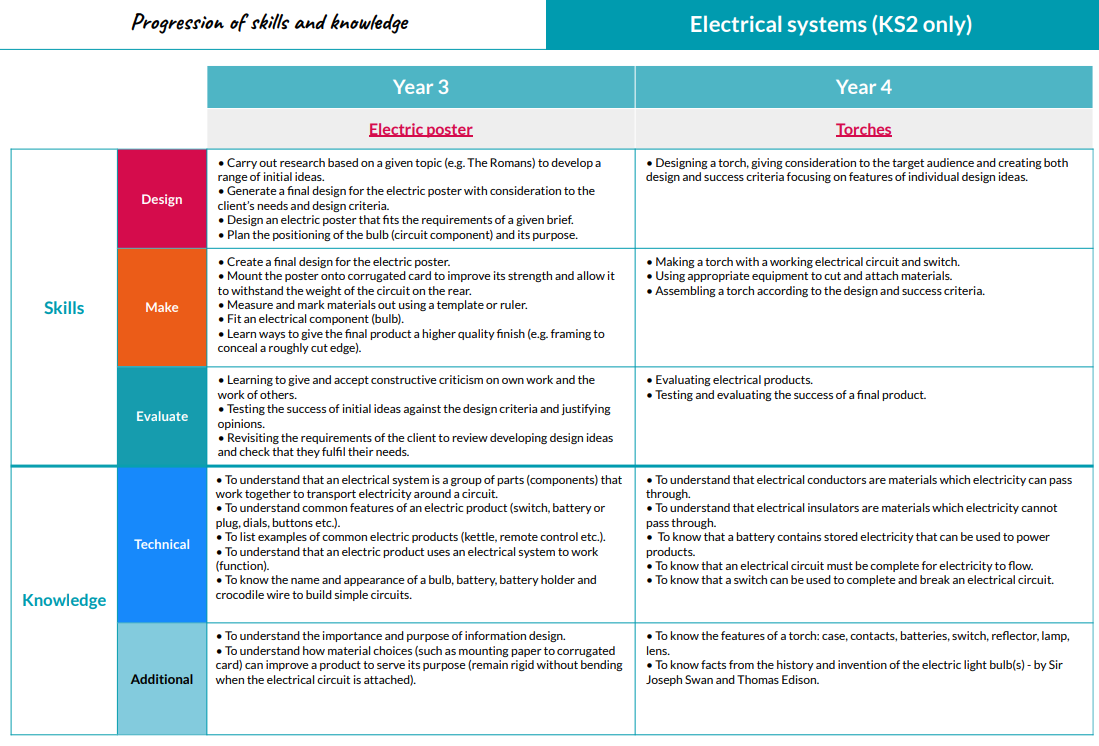 Progression of skills and knowledge
Electrical systems (KS2 only)
Year 3
Year 4
Electric poster
Torches
Skills
Design
• Carry out research based on a given topic (e.g. The Romans) to develop a
range of initial ideas.
• Generate a final design for the electric poster with consideration to the
client's needs and design criteria.
• Design an electric poster that fits the requirements of a given brief.
• Plan the positioning of the bulb (circuit component) and its purpose.
• Designing a torch, giving consideration to the target audience and creating both
design and success criteria focusing on features of individual design ideas.
Make
• Create a final design for the electric poster.
• Mount the poster onto corrugated card to improve its strength and allow it
to withstand the weight of the circuit on the rear.
• Measure and mark materials out using a template or ruler.
• Fit an electrical component (bulb).
• Learn ways to give the final product a higher quality finish (e.g. framing to
conceal a roughly cut edge).
• Making a torch with a working electrical circuit and switch.
• Using appropriate equipment to cut and attach materials.
• Assembling a torch according to the design and success criteria.
Evaluate
• Learning to give and accept constructive criticism on own work and the
work of others.
• Testing the success of initial ideas against the design criteria and justifying
opinions.
• Revisiting the requirements of the client to review developing design ideas
and check that they fulfil their needs.
• Evaluating electrical products.
• Testing and evaluating the success of a final product.
Knowledge
Technical
• To understand that an electrical system is a group of parts (components) that
work together to transport electricity around a circuit.
• To understand common features of an electric product (switch, battery or
plug, dials, buttons etc.).
• To list examples of common electric products (kettle, remote control etc.).
• To understand that an electric product uses an electrical system to work
(function).
• To know the name and appearance of a bulb, battery, battery holder and
crocodile wire to build simple circuits.
• To understand that electrical conductors are materials which electricity can pass
through.
• To understand that electrical insulators are materials which electricity cannot
pass through.
• To know that a battery contains stored electricity that can be used to power
products.
• To know that an electrical circuit must be complete for electricity to flow.
• To know that a switch can be used to complete and break an electrical circuit.
Additional
• To understand the importance and purpose of information design.
• To understand how material choices (such as mounting paper to corrugated
card) can improve a product to serve its purpose (remain rigid without bending
when the electrical circuit is attached).
• To know the features of a torch: case, contacts, batteries, switch, reflector, lamp,
lens.
• To know facts from the history and invention of the electric light bulb(s) - by Sir
Joseph Swan and Thomas Edison.